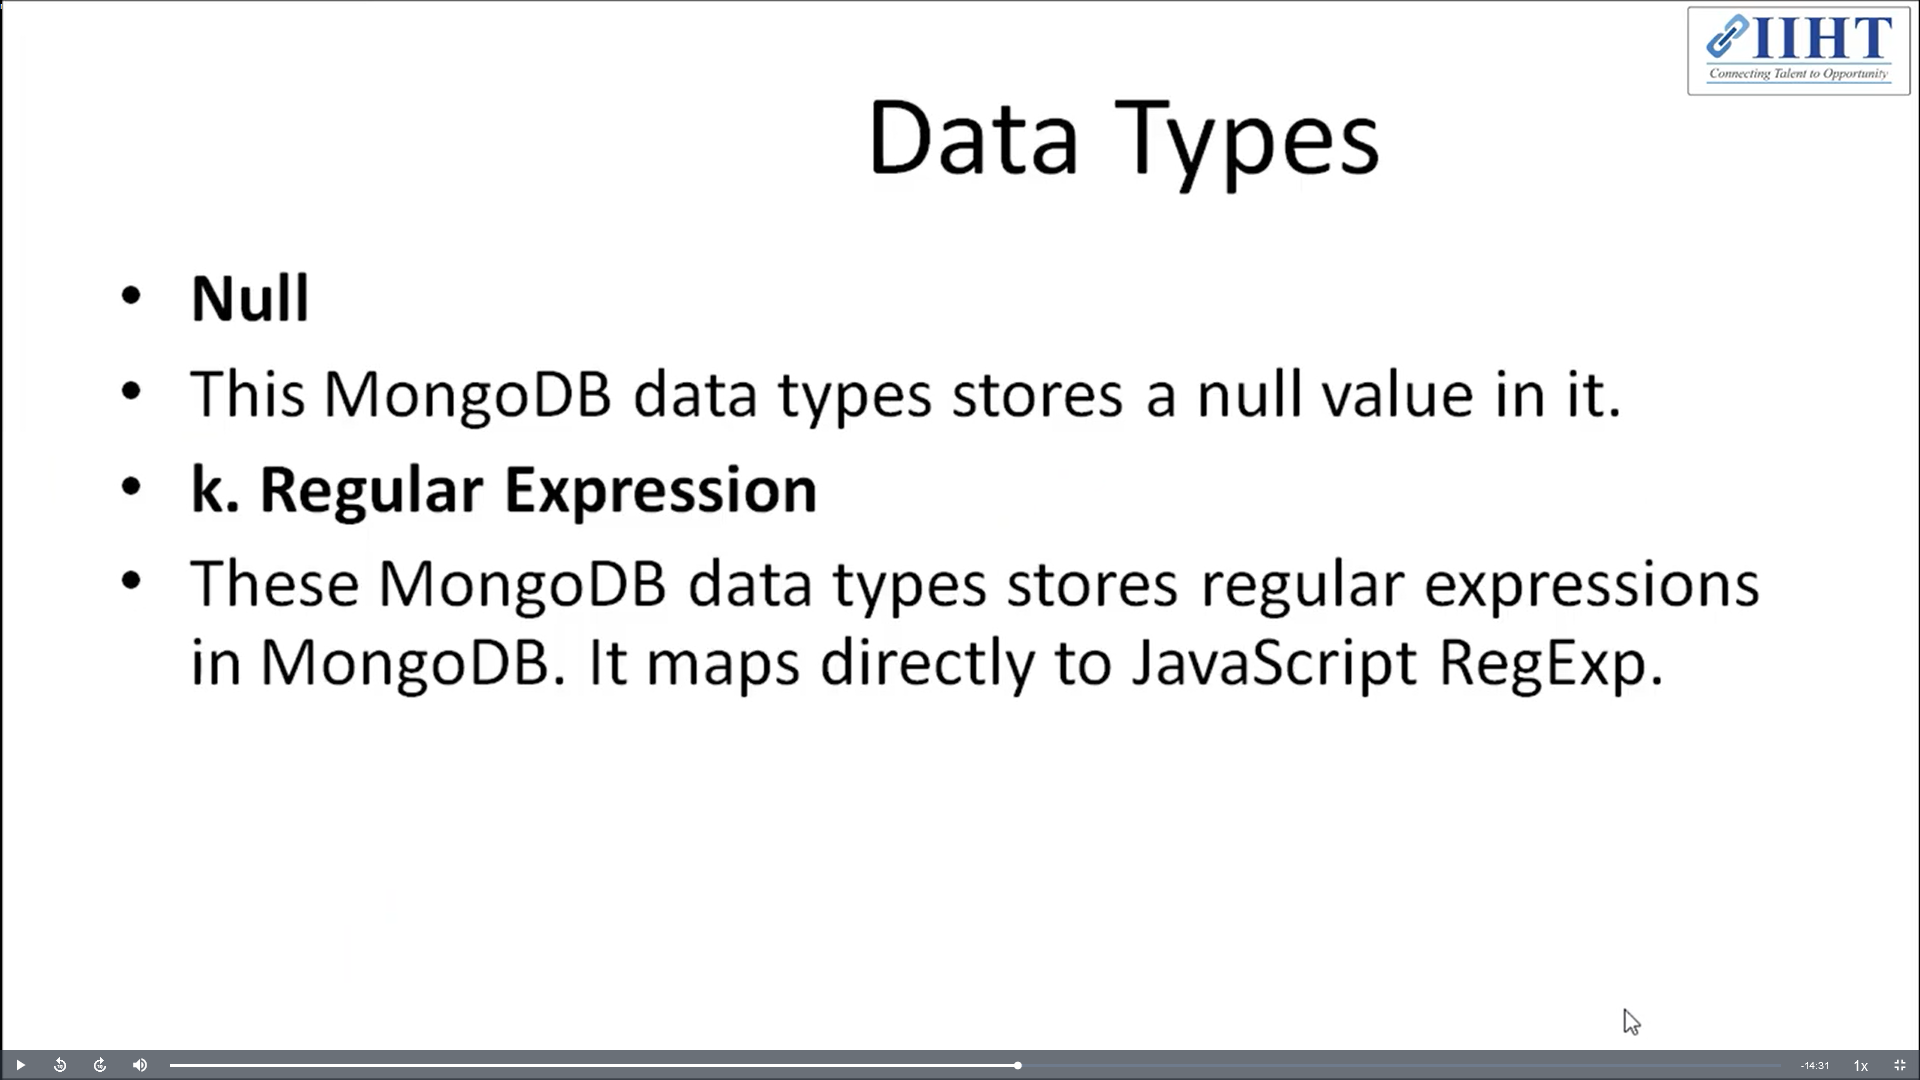 IIHT
Connecting Talent to Opportunity
Data Types
• Null
• This MongoDB data types stores a null value in it.
• k. Regular Expression
• These MongoDB data types stores regular expressions
in MongoDB. It maps directly to JavaScript RegExp.
-14:31 1x